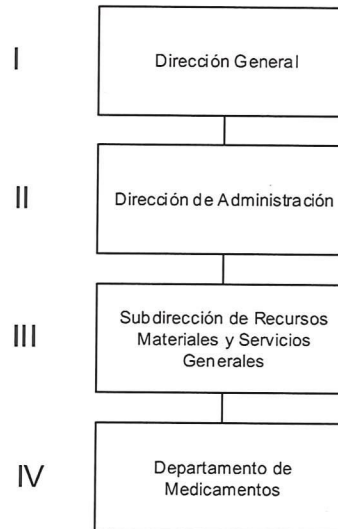 I
Dirección General
II
Dirección de Administración
III
Subdirección de Recursos
Materiales y Servicios
Generales
IV
Departamento de
Medicamentos